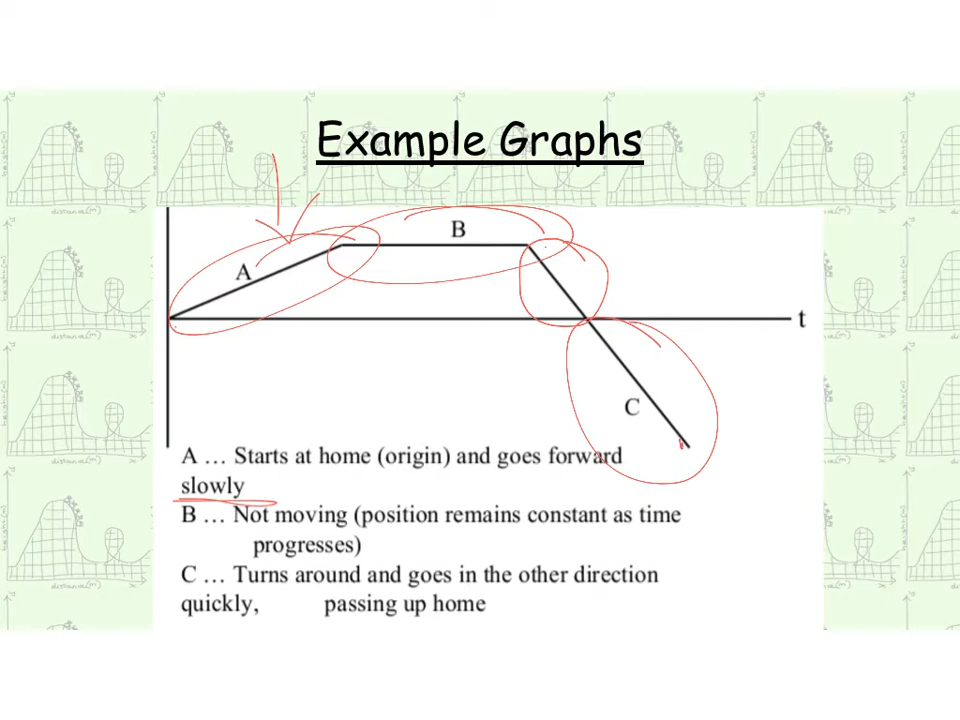 Example Graphs
B
A
t
C
A … Starts at home (origin) and goes forward
slowly
B … Not moving (position remains constant as time
progresses)
C … Turns around and goes in the other direction
quickly, passing up home